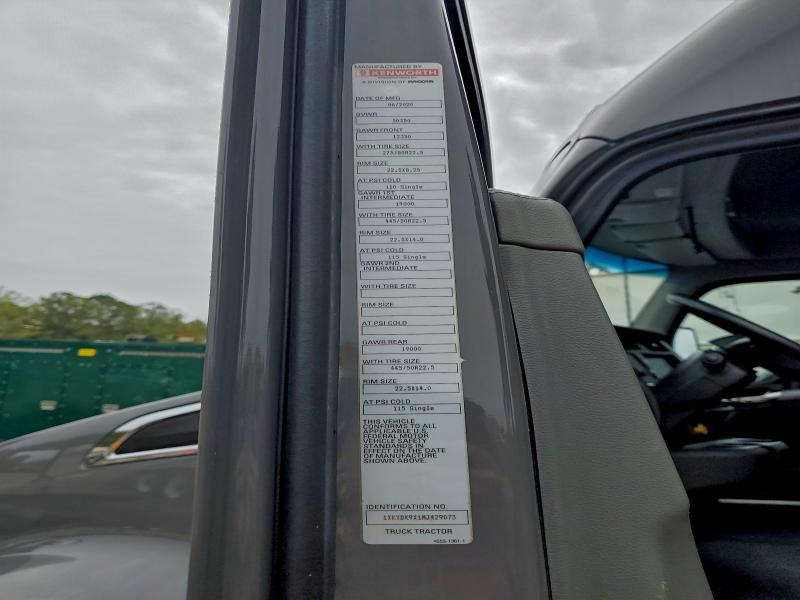 MANUFACTURED BY
KENWORTH
A DIVISION OF PACCAR
DATE OF MFG
06/2020
GVWR
50350
GAWR FRONT
12350
WITH TIRE SIZE
275/80R22.5
RIM SIZE
22.5X8.25
AT PSI COLD
110 Single
GAWR 1ST
INTERMEDIATE
19000
WITH TIRE SIZE
445/50R22.5
RIM SIZE
22.5X14.0
AT PSI COLD
115 Single
GAWR 2ND
INTERMEDIATE
WITH TIRE SIZE
RIM SIZE
AT PSI COLD
GAWR REAR
19000
WITH TIRE SIZE
445/50R22.5
RIM SIZE
22.5X14.0
AT PSI COLD
115 Single
THIS VEHICLE
CONFORMS TO ALL
APPLICABLE U.S.
FEDERAL MOTOR
VEHICLE SAFETY
STANDARDS IN
EFFECT ON THE DATE
OF MANUFACTURE
SHOWN ABOVE.
IDENTIFICATION NO.
1XKYDK9X1MJ429073
TRUCK TRACTOR